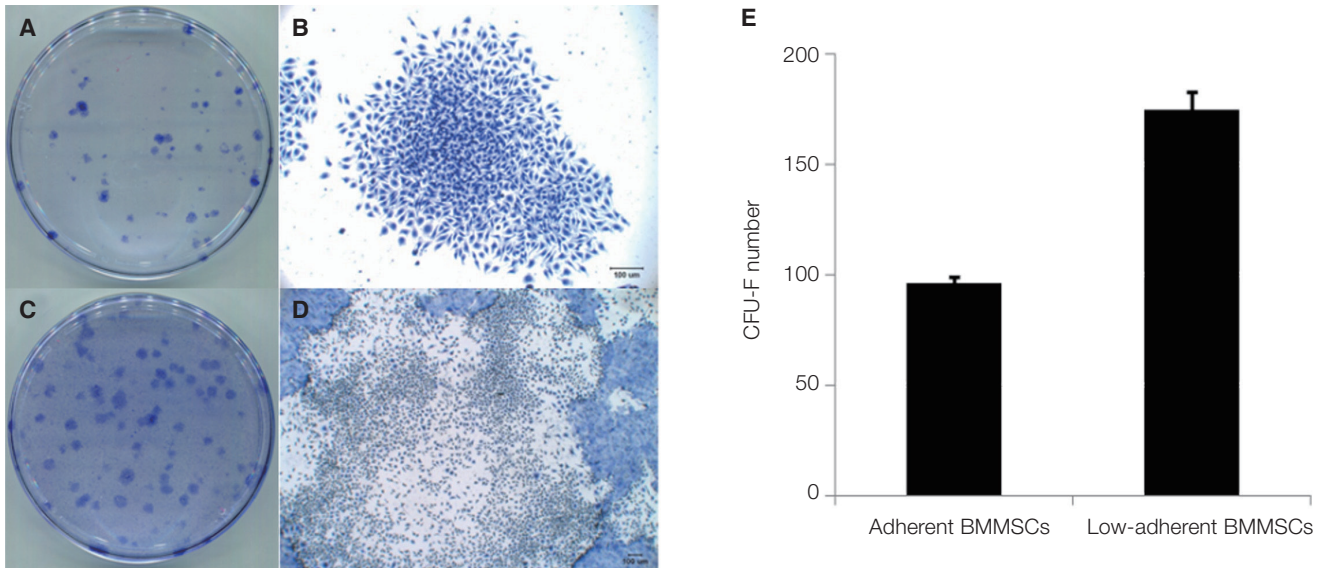 A
B
100 um
C
D
100 um
E
CFU-F number
200
150
100
50
0
Adherent BMMSCs
Low-adherent BMMSCs